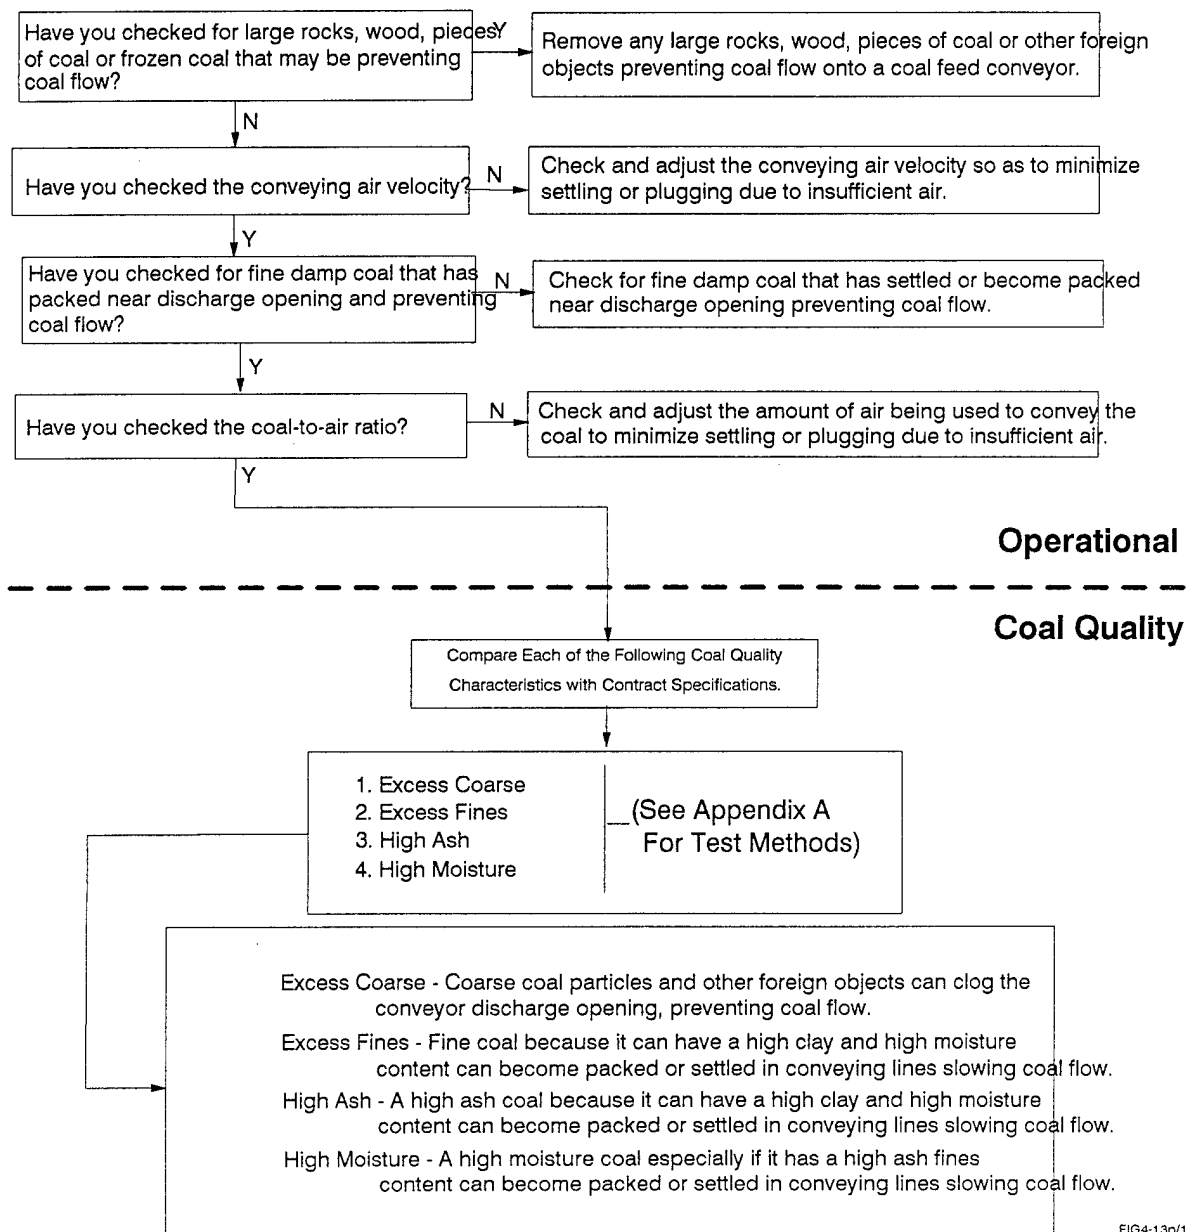 Have you checked for large rocks, wood, pieces
of coal or frozen coal that may be preventing
coal flow?
Y
Remove any large rocks, wood, pieces of coal or other foreign
objects preventing coal flow onto a coal feed conveyor.
N
Have you checked the conveying air velocity?
N
Check and adjust the conveying air velocity so as to minimize
settling or plugging due to insufficient air.
Y
Have you checked for fine damp coal that has
packed near discharge opening and preventing
coal flow?
N
Check for fine damp coal that has settled or become packed
near discharge opening preventing coal flow.
Y
Have you checked the coal-to-air ratio?
N
Check and adjust the amount of air being used to convey the
coal to minimize settling or plugging due to insufficient air.
Y
Operational
Coal Quality
Compare Each of the Following Coal Quality
Characteristics with Contract Specifications.
1. Excess Coarse
2. Excess Fines
3. High Ash
4. High Moisture
(See Appendix A
For Test Methods)
Excess Coarse - Coarse coal particles and other foreign objects can clog the
conveyor discharge opening, preventing coal flow.
Excess Fines - Fine coal because it can have a high clay and high moisture
content can become packed or settled in conveying lines slowing coal flow.
High Ash - A high ash coal because it can have a high clay and high moisture
content can become packed or settled in conveying lines slowing coal flow.
High Moisture - A high moisture coal especially if it has a high ash fines
content can become packed or settled in conveying lines slowing coal flow.
FIG4-13p/1